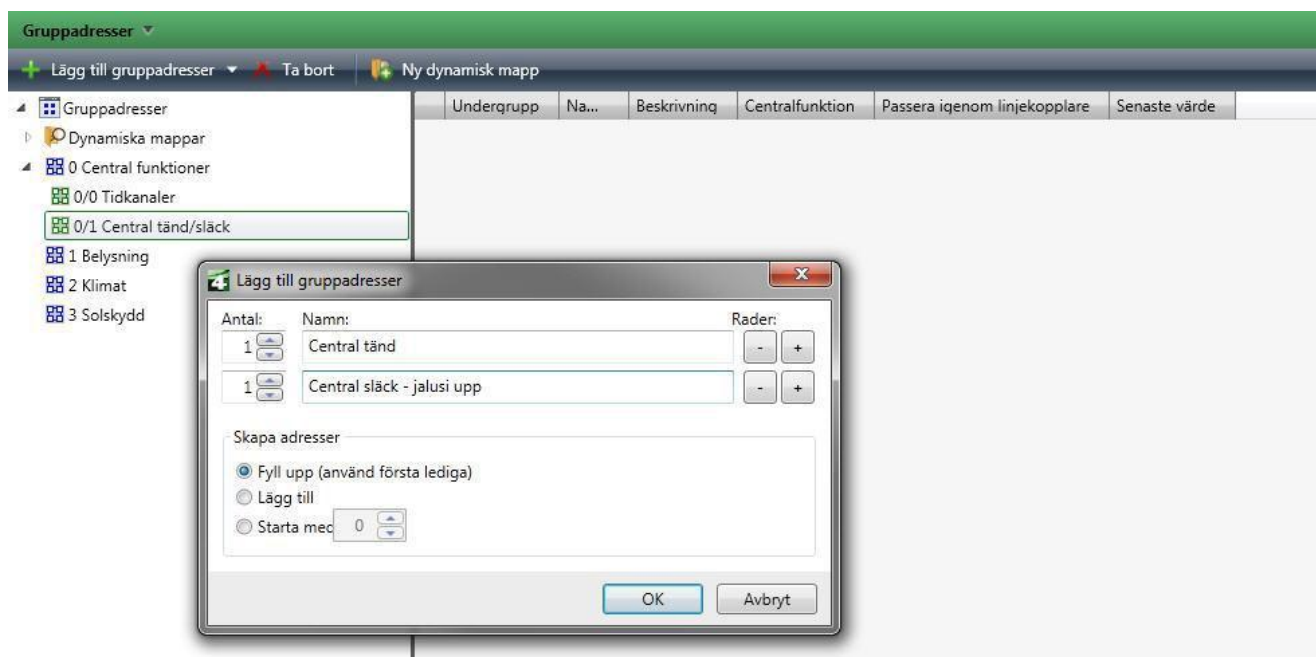 Gruppadresser
Lägg till gruppadresser Ta bort Ny dynamisk mapp
Gruppadresser
Dynamiska mappar
0 Central funktioner
0/0 Tidkanaler
0/1 Central tänd/släck
1 Belysning
2 Klimat
3 Solskydd
Undergrupp Na... Beskrivning Centralfunktion Passera igenom linjekopplare Senaste värde
4 Lägg till gruppadresser
Antal: Namn: Rader:
1 Central tänd - +
1 Central släck - jalusi upp - +
Skapa adresser
Fyll upp (använd första lediga)
Lägg till
Starta med 0
OK Avbryt